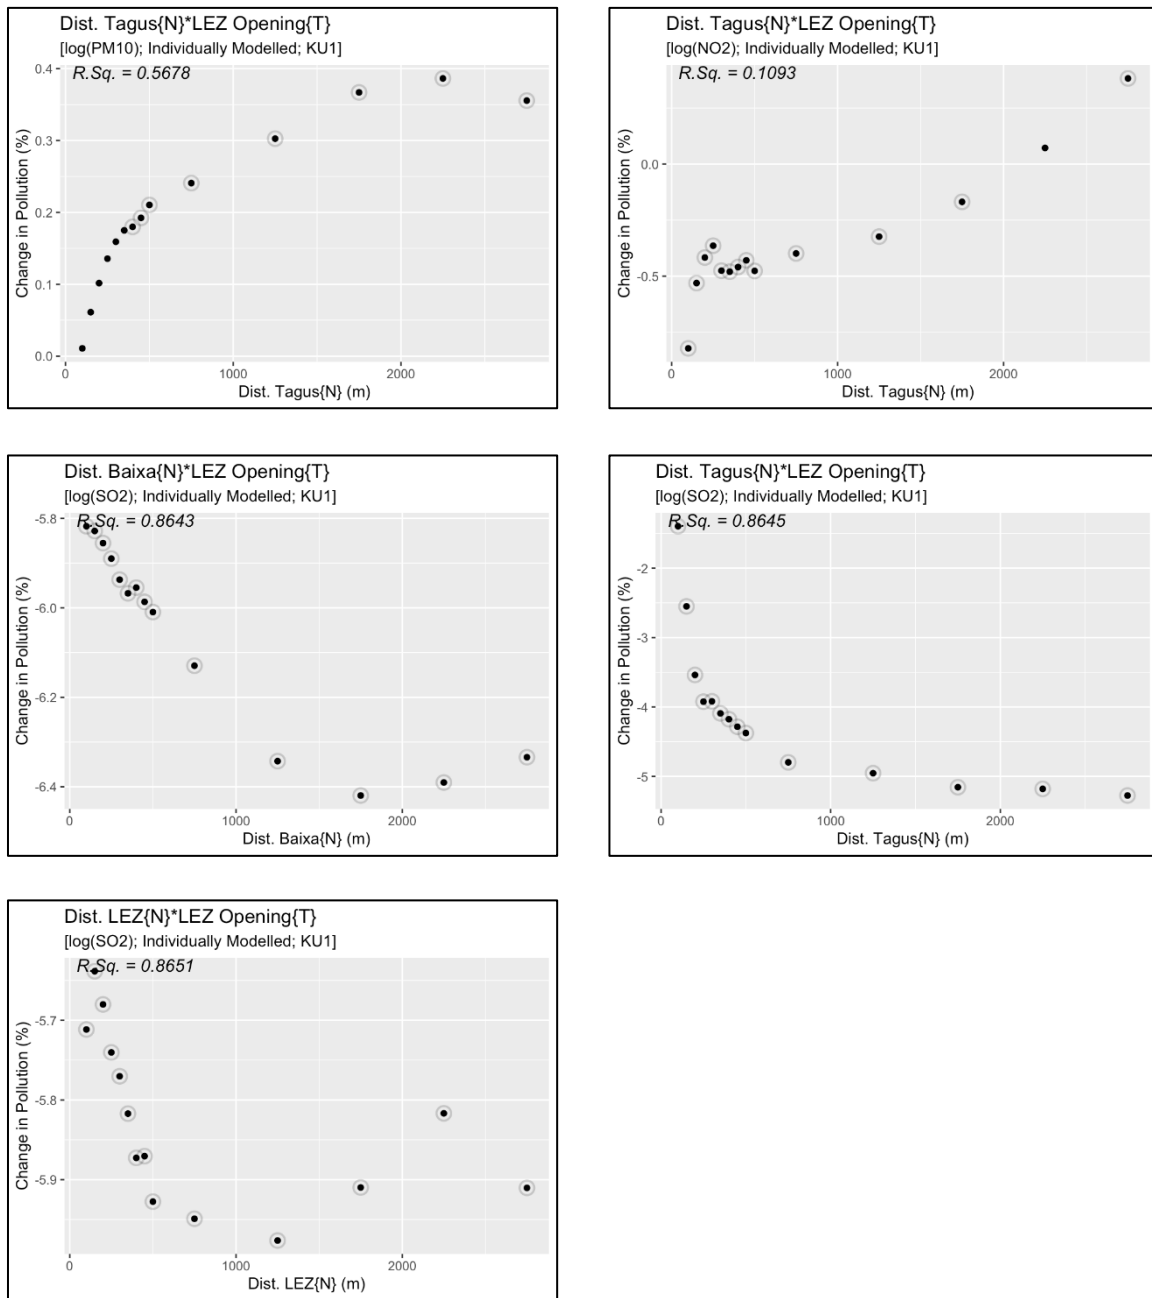 Dist. Tagus{N}*LEZ Opening{T}
[log(PM10); Individually Modelled; KU1]
R.Sq. = 0.5678
0.4
0.3
0.2
0.1
0.0
Change in Pollution (%)
0 1000 2000
Dist. Tagus{N} (m)
Dist. Tagus{N}*LEZ Opening{T}
[log(NO2); Individually Modelled; KU1]
R.Sq. = 0.1093
0.0
-0.5
Change in Pollution (%)
0 1000 2000
Dist. Tagus{N} (m)
Dist. Baixa{N}*LEZ Opening{T}
[log(SO2); Individually Modelled; KU1]
R.Sq. = 0.8643
-5.8
-6.0
-6.2
-6.4
Change in Pollution (%)
0 1000 2000
Dist. Baixa{N} (m)
Dist. Tagus{N}*LEZ Opening{T}
[log(SO2); Individually Modelled; KU1]
R.Sq. = 0.8645
-2
-3
-4
-5
Change in Pollution (%)
0 1000 2000
Dist. Tagus{N} (m)
Dist. LEZ{N}*LEZ Opening{T}
[log(SO2); Individually Modelled; KU1]
R.Sq. = 0.8651
-5.7
-5.8
-5.9
Change in Pollution (%)
0 1000 2000
Dist. LEZ{N} (m)